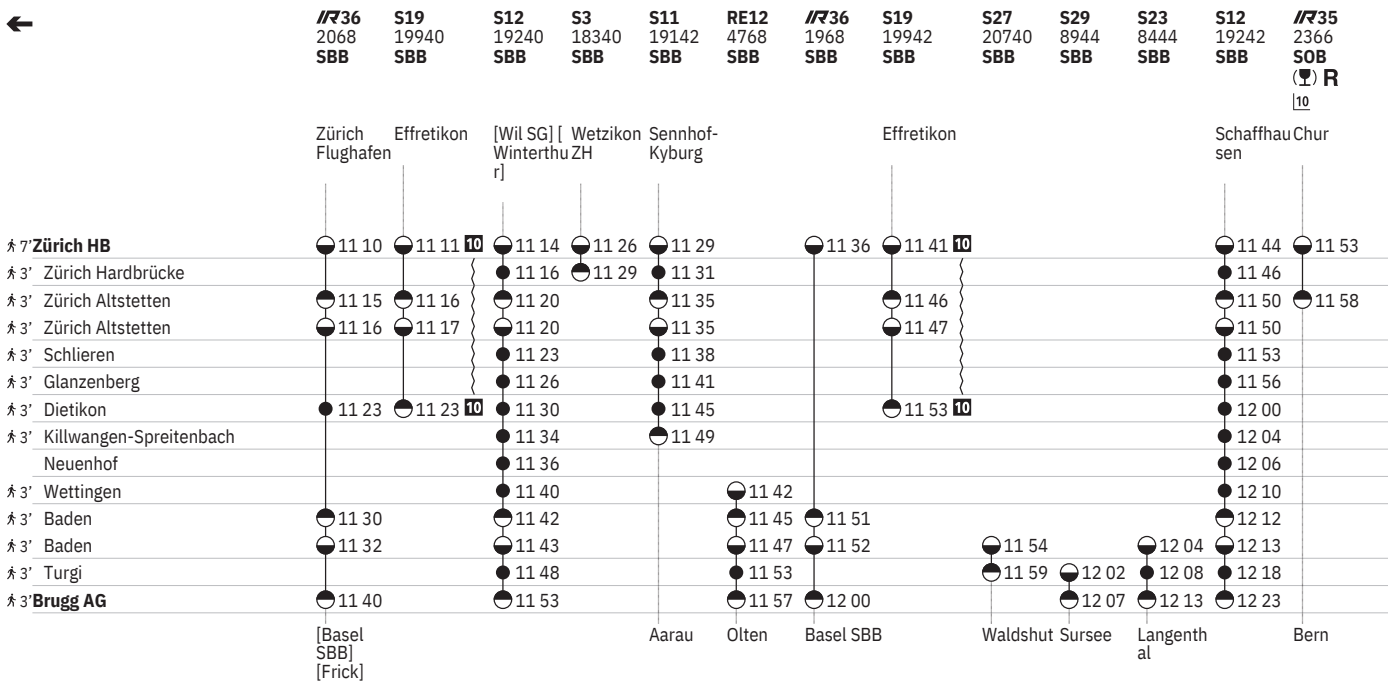 IR36 S19 S12 S3 S11 RE12 IR36 S19 S27 S29 S23 S12 IR35
2068 19940 19240 18340 19142 4768 1968 19942 20740 8944 8444 19242 2366
SBB SBB SBB SBB SBB SBB SBB SBB SBB SBB SBB SBB SOB
R
10
Zürich Effretikon [Wil SG] [ Wetzikon Sennhof- Effretikon Schaffhau Chur
Flughafen Winterthu ZH Kyburg sen
r]
7’ Zürich HB 11 10 11 11 10 11 14 11 26 11 29 11 36 11 41 10 11 44 11 53
3’ Zürich Hardbrücke 11 16 11 29 11 31 11 46
3’ Zürich Altstetten 11 15 11 16 11 20 11 35 11 46 11 50 11 58
3’ Zürich Altstetten 11 16 11 17 11 20 11 35 11 47 11 50
3’ Schlieren 11 23 11 38 11 53
3’ Glanzenberg 11 26 11 41 11 56
3’ Dietikon 11 23 11 23 10 11 30 11 45 11 53 10 12 00
3’ Killwangen-Spreitenbach 11 34 11 49 12 04
Neuenhof 11 36 12 06
3’ Wettingen 11 40 11 42 12 10
3’ Baden 11 30 11 42 11 45 11 51 12 12
3’ Baden 11 32 11 43 11 47 11 52 11 54 12 04 12 13
3’ Turgi 11 48 11 53 11 59 12 02 12 08 12 18
3’ Brugg AG 11 40 11 53 11 57 12 00 12 07 12 13 12 23
[Basel Aarau Olten Basel SBB Waldshut Sursee Langenth Bern
SBB] al
[Frick]